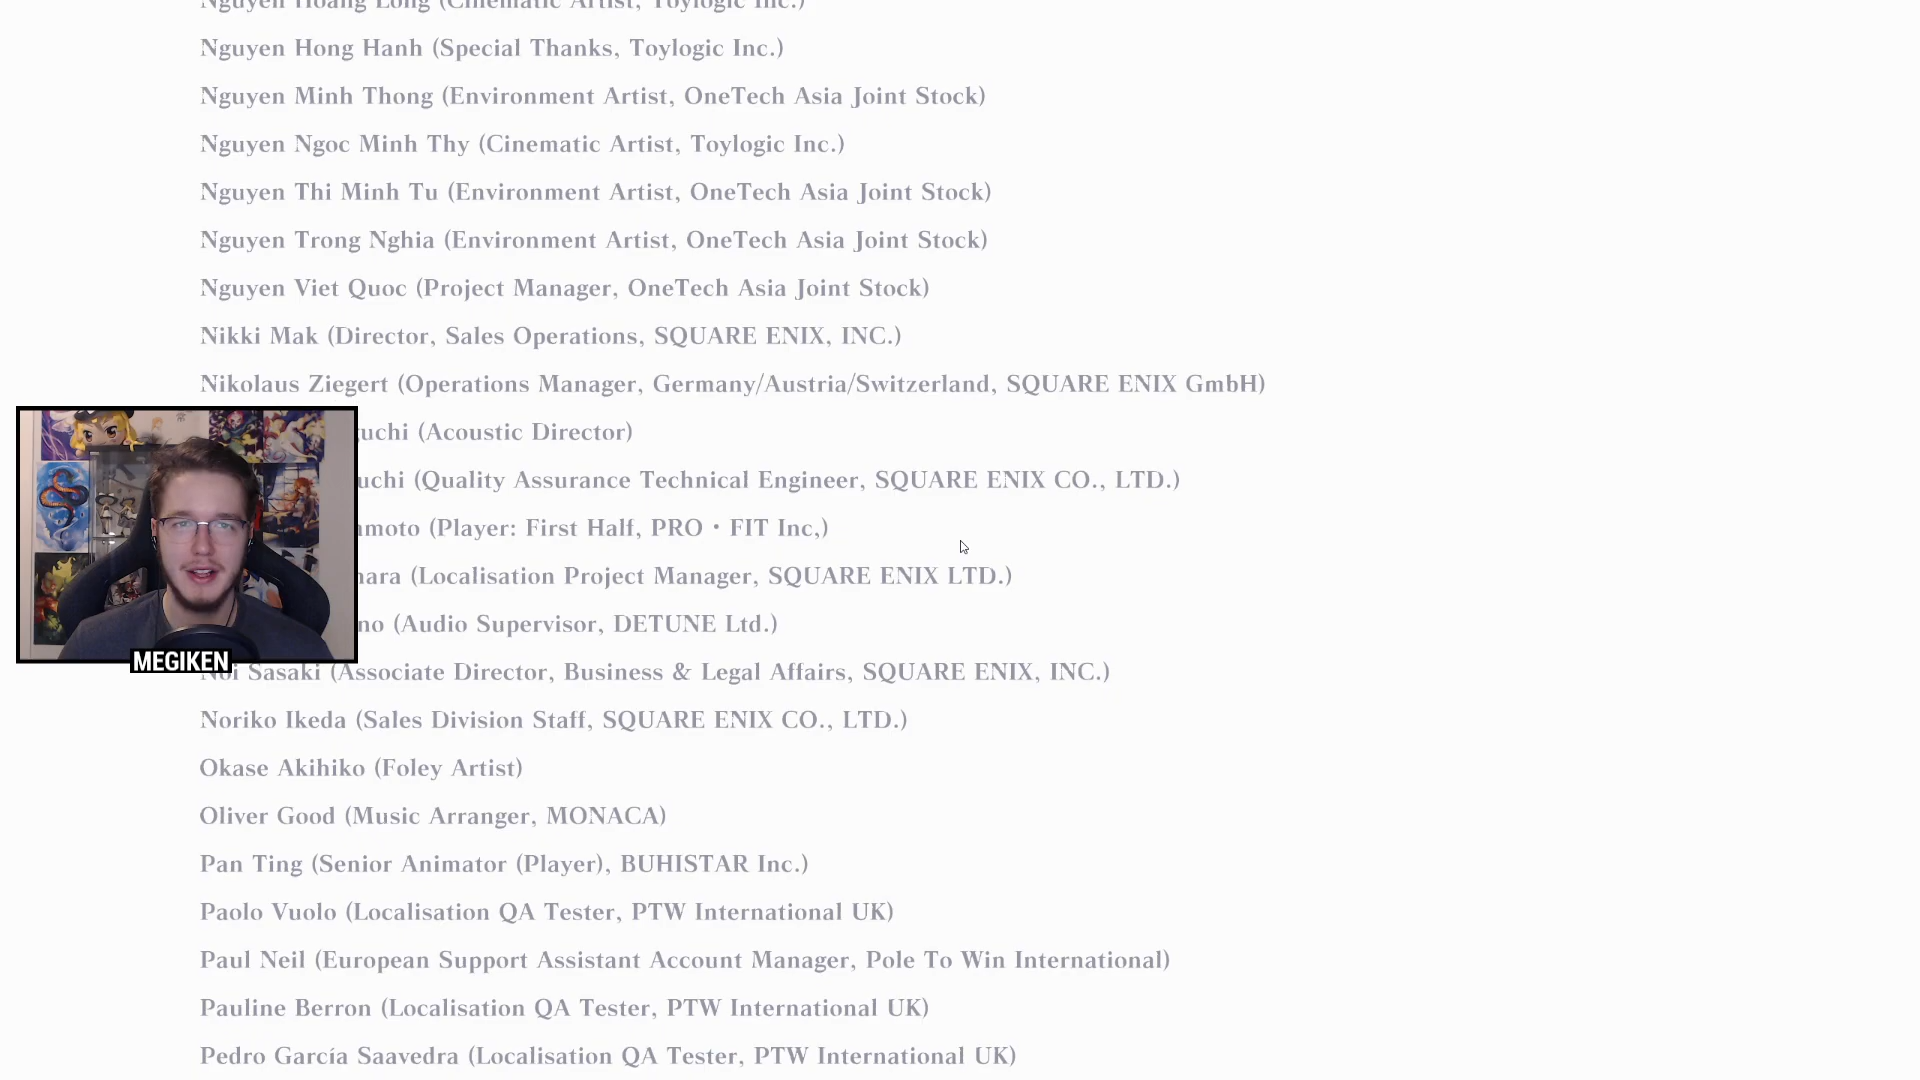 Nguyen Hoang Long (Cinematic Artist, Toylogic Inc.)
Nguyen Hong Hanh (Special Thanks, Toylogic Inc.)
Nguyen Minh Thong (Environment Artist, OneTech Asia Joint Stock)
Nguyen Ngoc Minh Thy (Cinematic Artist, Toylogic Inc.)
Nguyen Thi Minh Tu (Environment Artist, OneTech Asia Joint Stock)
Nguyen Trong Nghia (Environment Artist, OneTech Asia Joint Stock)
Nguyen Viet Quoc (Project Manager, OneTech Asia Joint Stock)
Nikki Mak (Director, Sales Operations, SQUARE ENIX, INC.)
Nikolaus Ziegert (Operations Manager, Germany/Austria/Switzerland, SQUARE ENIX GmbH)
(Acoustic Director)
(Quality Assurance Technical Engineer, SQUARE ENIX CO., LTD.)
(Player: First Half, PRO・FIT Inc,)
(Localisation Project Manager, SQUARE ENIX LTD.)
(Audio Supervisor, DETUNE Ltd.)
MEGIKEN
Sasaki (Associate Director, Business & Legal Affairs, SQUARE ENIX, INC.)
Noriko Ikeda (Sales Division Staff, SQUARE ENIX CO., LTD.)
Okase Akihiko (Foley Artist)
Oliver Good (Music Arranger, MONACA)
Pan Ting (Senior Animator (Player), BUHISTAR Inc.)
Paolo Vuolo (Localisation QA Tester, PTW International UK)
Paul Neil (European Support Assistant Account Manager, Pole To Win International)
Pauline Berron (Localisation QA Tester, PTW International UK)
Pedro García Saavedra (Localisation QA Tester, PTW International UK)